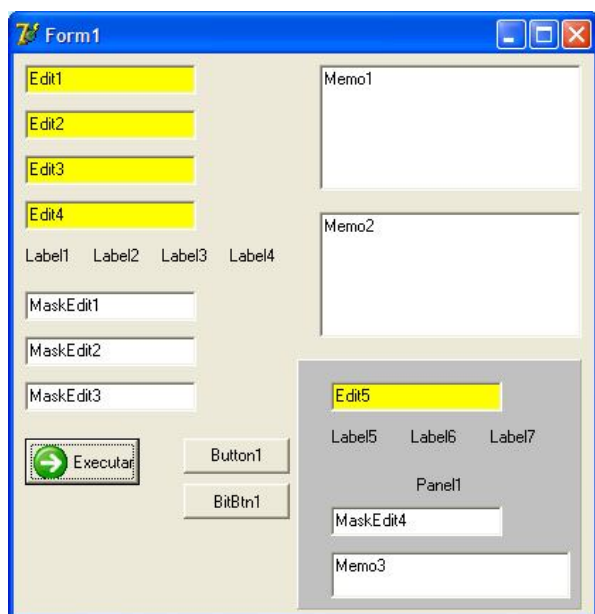 Form1
Edit1
Edit2
Edit3
Edit4
Label1 Label2 Label3 Label4
MaskEdit1
MaskEdit2
MaskEdit3
Executar
Button1
BitBtn1
Memo1
Memo2
Edit5
Label5 Label6 Label7
Panel1
MaskEdit4
Memo3